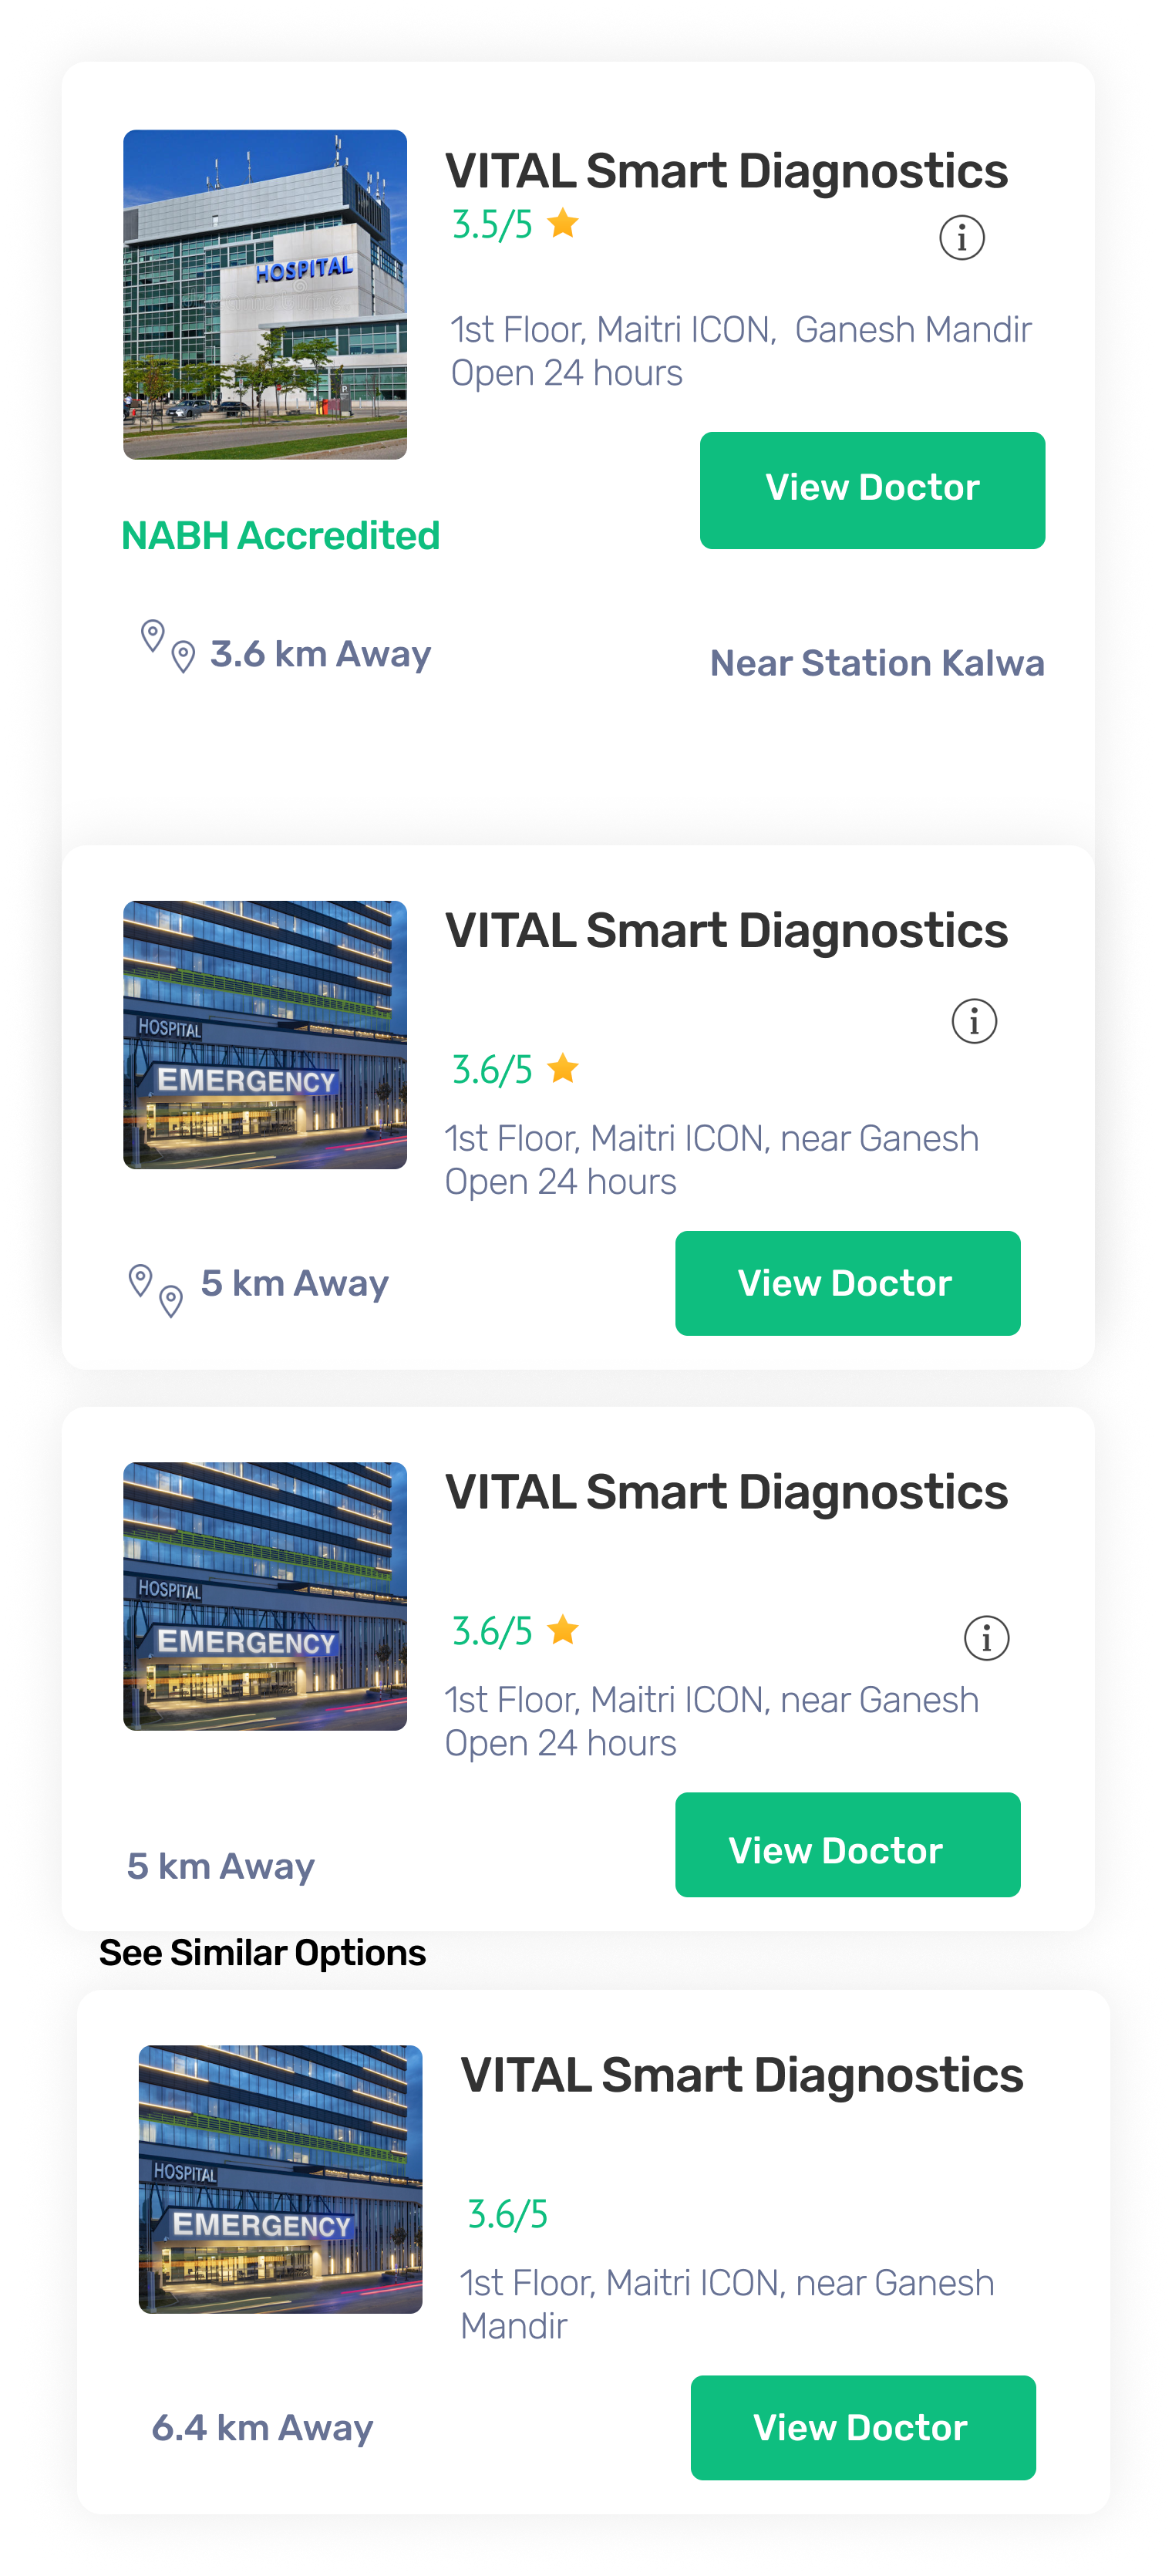 VITAL Smart Diagnostics
3.5/5
HOSPITAL
1st Floor, Maitri ICON, Ganesh Mandir
Open 24 hours
View Doctor
NABH Accredited
3.6 km Away
Near Station Kalwa
VITAL Smart Diagnostics
HOSPITAL
EMERGENCY
3.6/5
1st Floor, Maitri ICON, near Ganesh
Open 24 hours
5 km Away
View Doctor
VITAL Smart Diagnostics
HOSPITAL
EMERGENCY
3.6/5
1st Floor, Maitri ICON, near Ganesh
Open 24 hours
View Doctor
5 km Away
See Similar Options
VITAL Smart Diagnostics
HOSPITAL
EMERGENCY
3.6/5
1st Floor, Maitri ICON, near Ganesh
Mandir
6.4 km Away
View Doctor